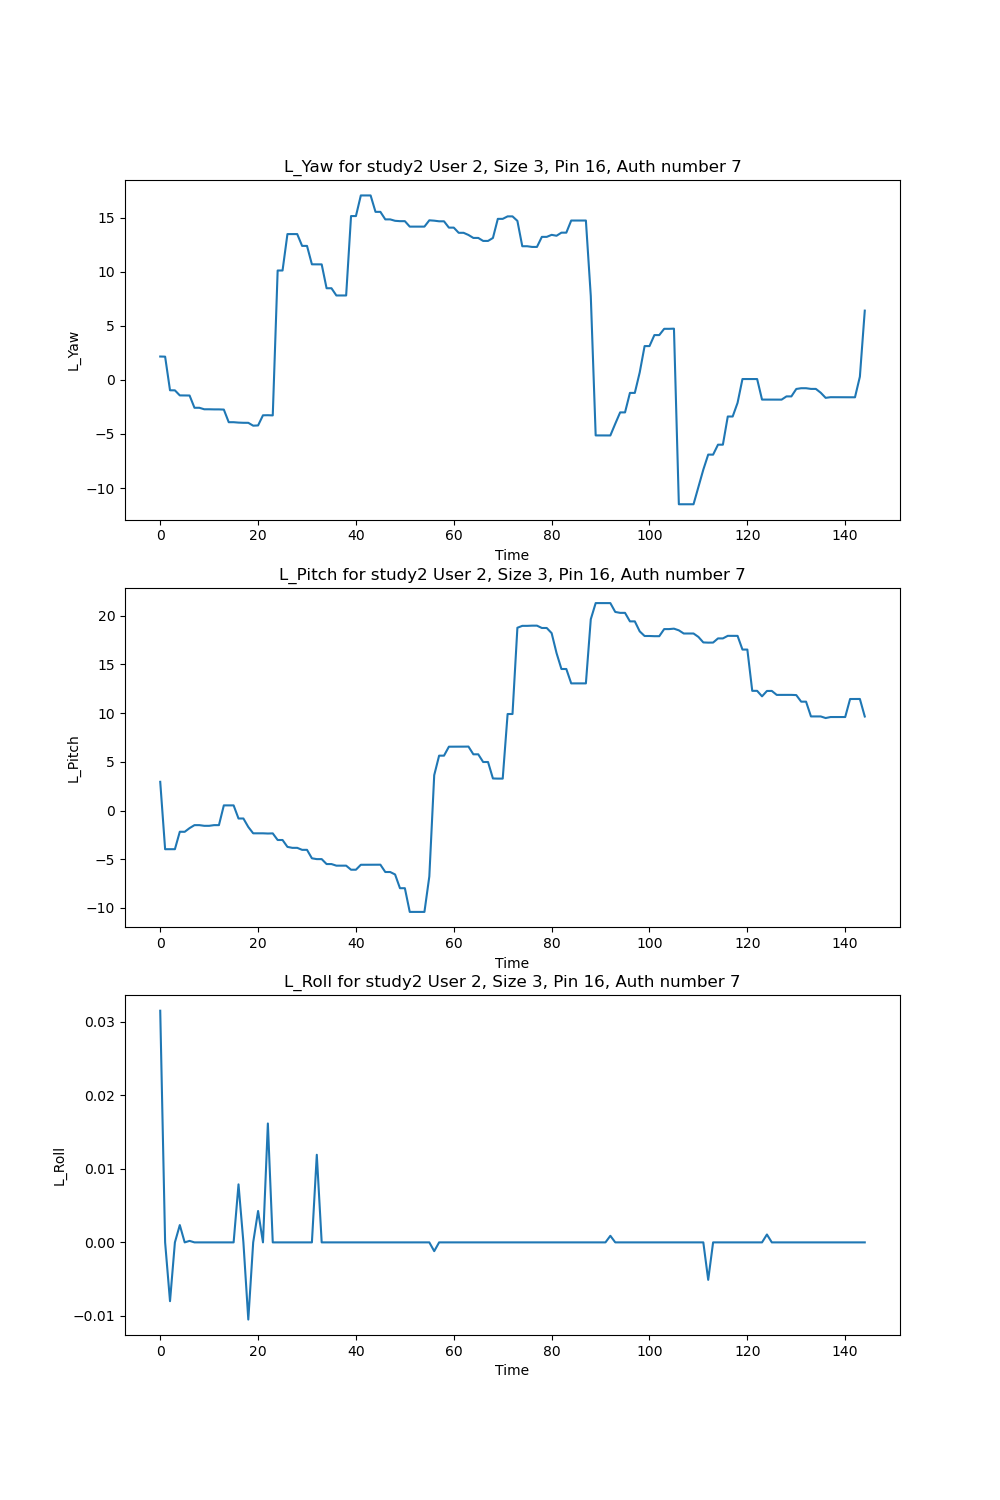 L_Yaw for study2 User 2, Size 3, Pin 16, Auth number 7
15
10
5
0
−5
−10
L_Yaw
0 20 40 60 80 100 120 140
Time
L_Pitch for study2 User 2, Size 3, Pin 16, Auth number 7
20
15
10
5
0
−5
−10
L_Pitch
0 20 40 60 80 100 120 140
Time
L_Roll for study2 User 2, Size 3, Pin 16, Auth number 7
0.03
0.02
0.01
0.00
−0.01
L_Roll
0 20 40 60 80 100 120 140
Time